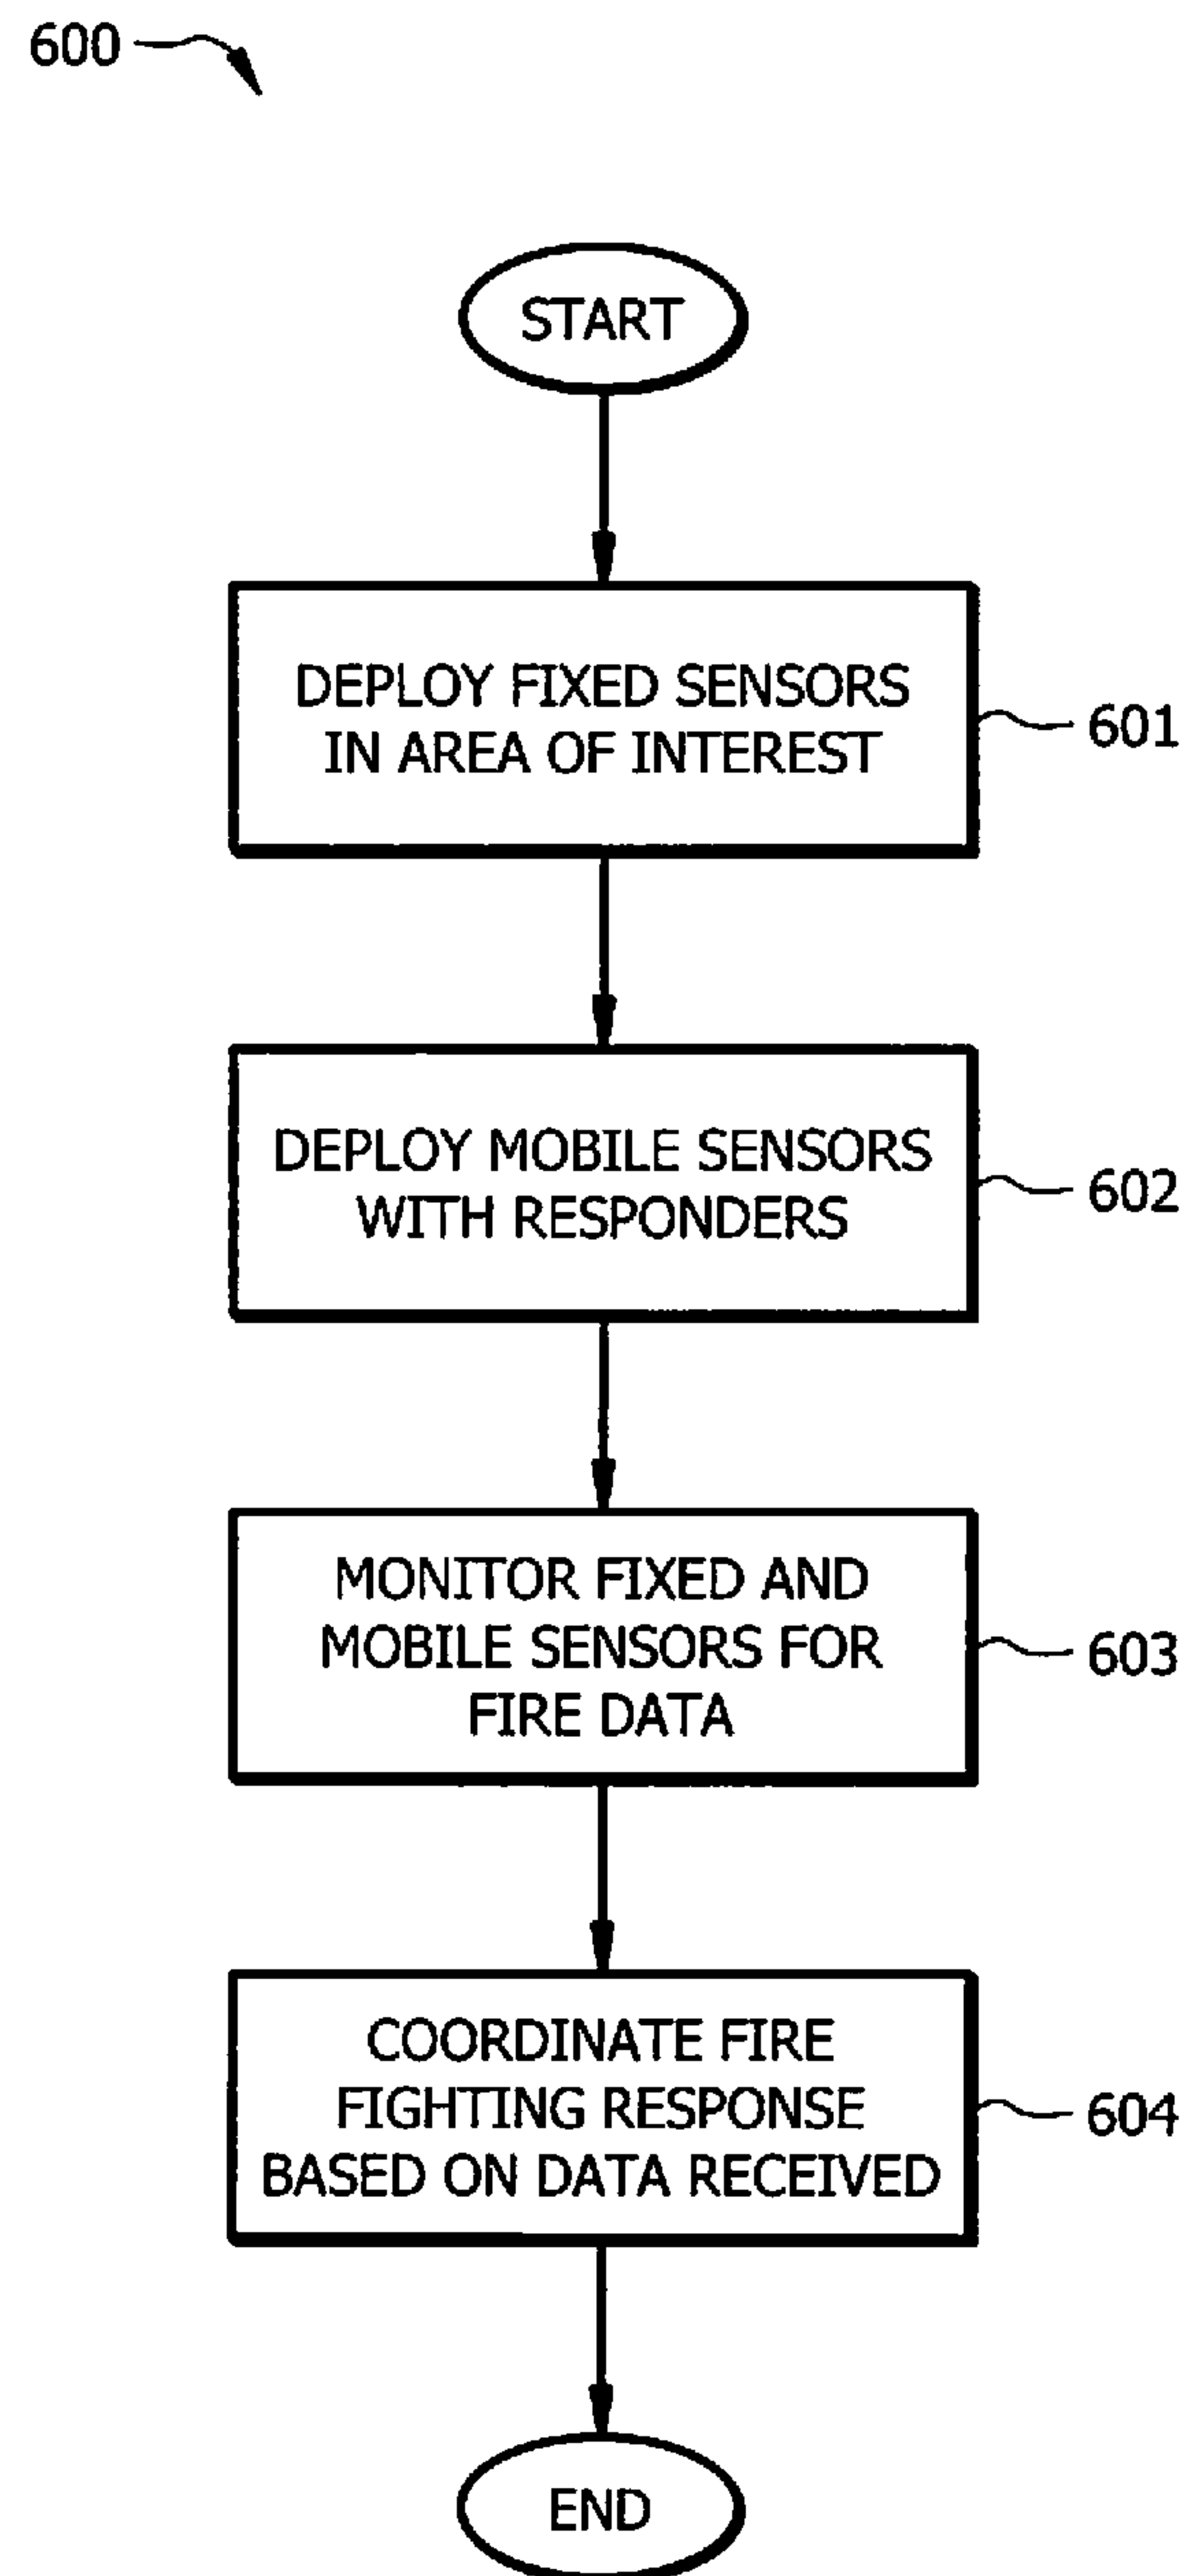 600
START
DEPLOY FIXED SENSORS
IN AREA OF INTEREST
601
DEPLOY MOBILE SENSORS
WITH RESPONDERS
602
MONITOR FIXED AND
MOBILE SENSORS FOR
FIRE DATA
603
COORDINATE FIRE
FIGHTING RESPONSE
BASED ON DATA RECEIVED
604
END